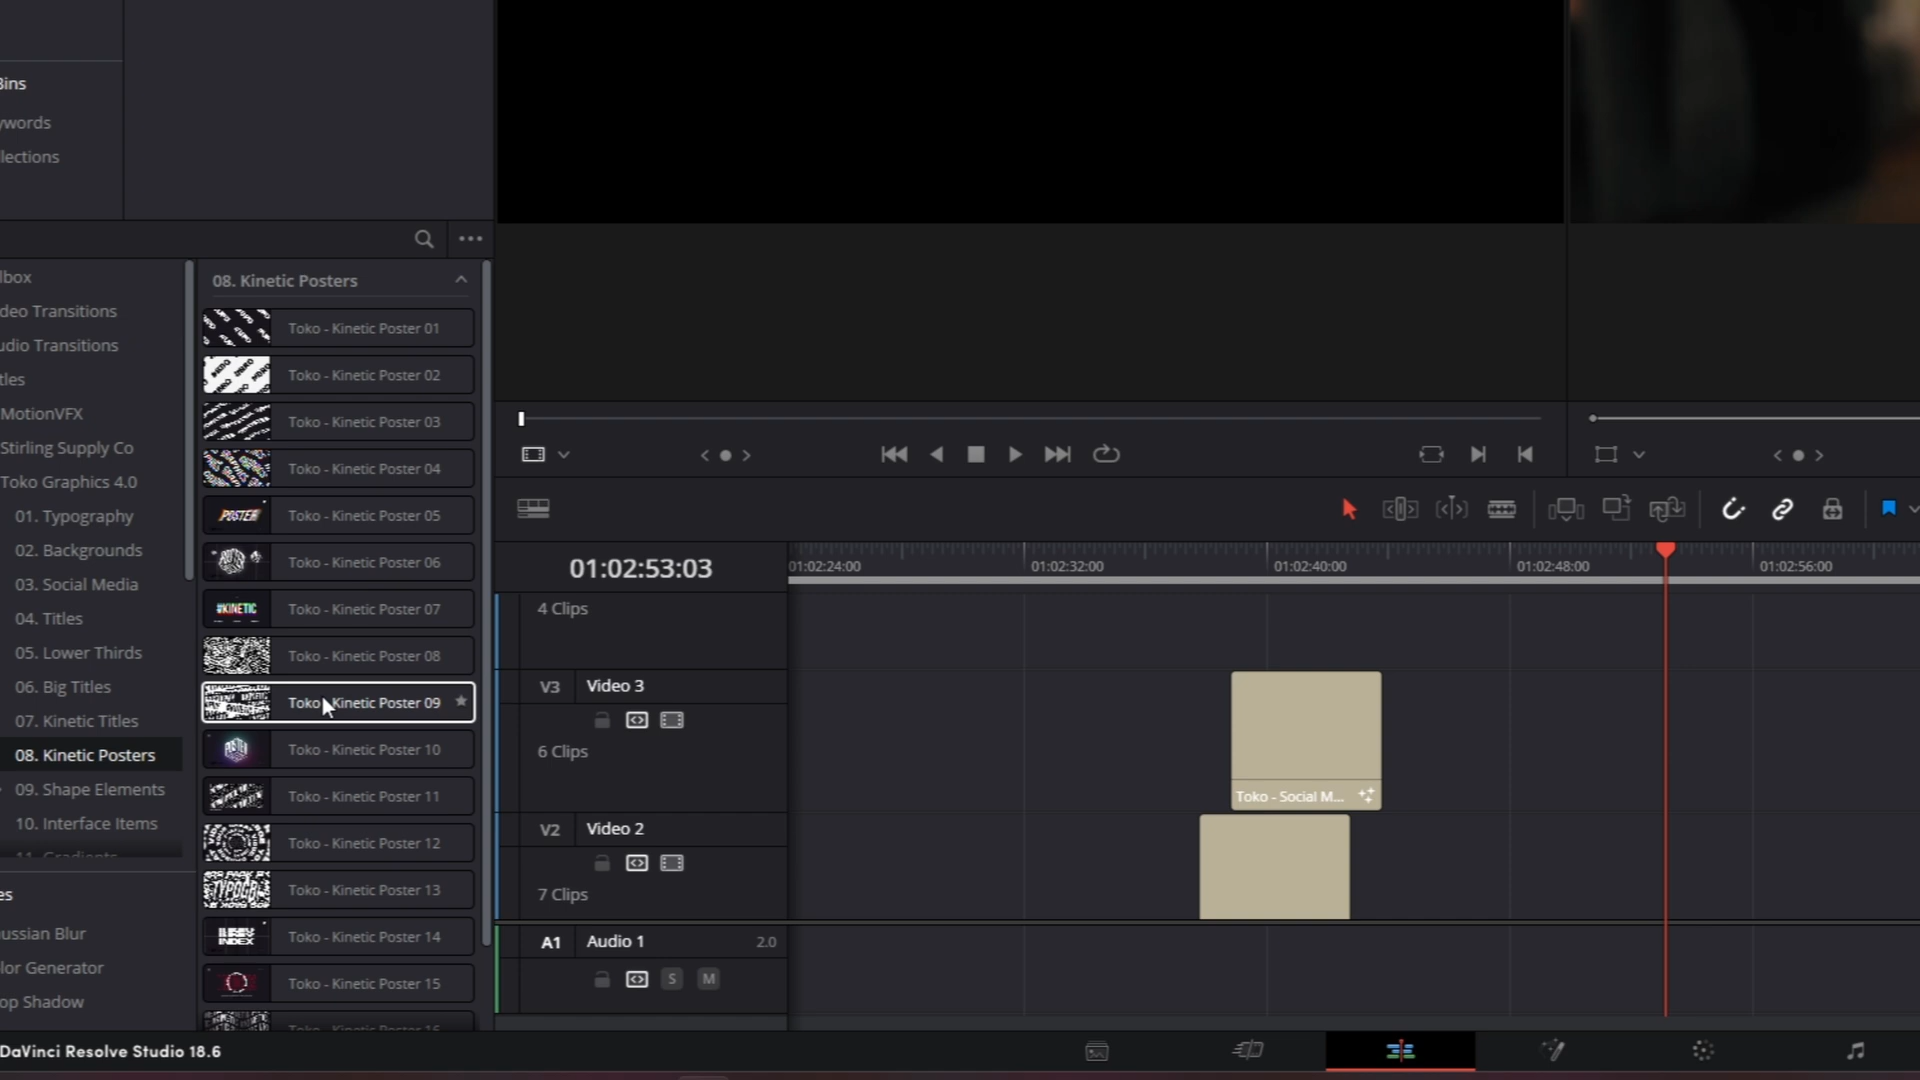 Bins
ywords
llections
lbox
deo Transitions
udio Transitions
tles
MotionVFX
Stirling Supply Co
Toko Graphics 4.0
01. Typography
02. Backgrounds
03. Social Media
04. Titles
05. Lower Thirds
06. Big Titles
07. Kinetic Titles
08. Kinetic Posters
09. Shape Elements
10. Interface Items
11. Gradients
es
ussian Blur
lor Generator
op Shadow
08. Kinetic Posters
Toko - Kinetic Poster 01
Toko - Kinetic Poster 02
Toko - Kinetic Poster 03
Toko - Kinetic Poster 04
POSTER
Toko - Kinetic Poster 05
Toko - Kinetic Poster 06
#KINETIC
Toko - Kinetic Poster 07
Toko - Kinetic Poster 08
Toko - Kinetic Poster 09
Toko - Kinetic Poster 10
Toko - Kinetic Poster 11
Toko - Kinetic Poster 12
Toko - Kinetic Poster 13
Toko - Kinetic Poster 14
Toko - Kinetic Poster 15
Toko - Kinetic Poster 16
01:02:53:03
01:02:24:00
01:02:32:00
01:02:40:00
01:02:48:00
01:02:56:00
4 Clips
V3 Video 3
6 Clips
Toko - Social M...
V2 Video 2
7 Clips
A1 Audio 1 2.0
S M
DaVinci Resolve Studio 18.6